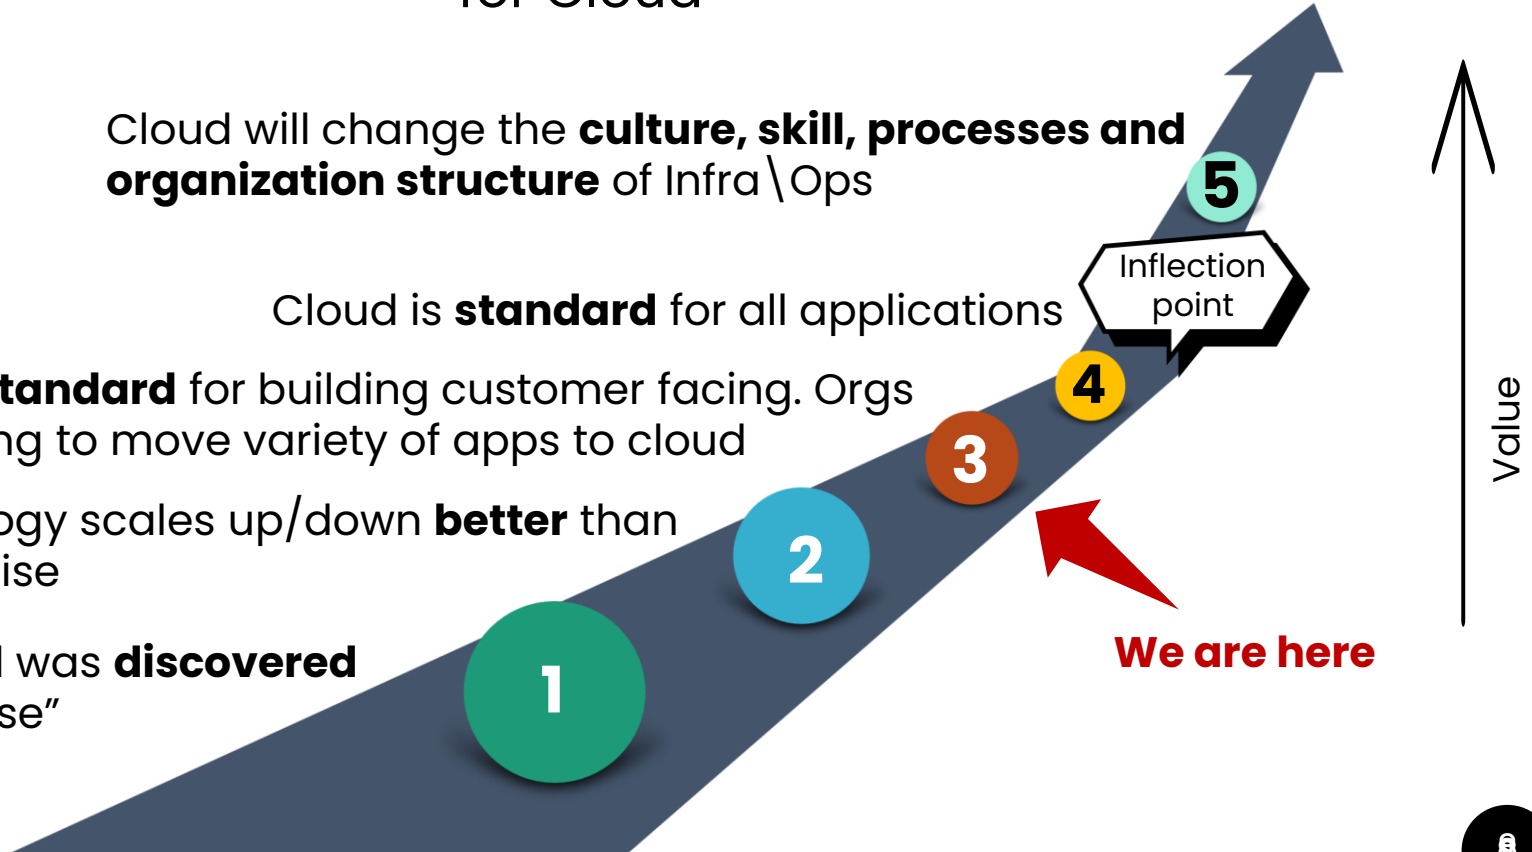 for Cloud
Cloud will change the culture, skill, processes and
organization structure of Infra\Ops
5
Inflection
point
Cloud is standard for all applications
4
tandard for building customer facing. Orgs
ng to move variety of apps to cloud
3
ogy scales up/down better than
ise
2
We are here
was discovered
se”
1
Value